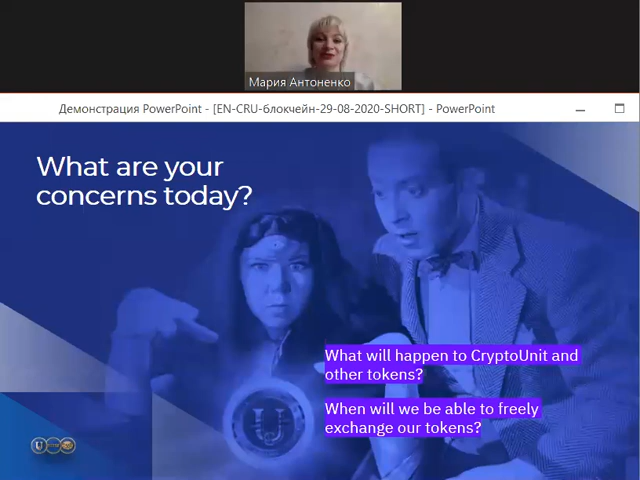 Мария Антоненко
Демонстрация PowerPoint - [EN-CRU-блокчейн-29-08-2020-SHORT] - PowerPoint
What are your
concerns today?
What will happen to CryptoUnit and
other tokens?
When will we be able to freely
exchange our tokens?